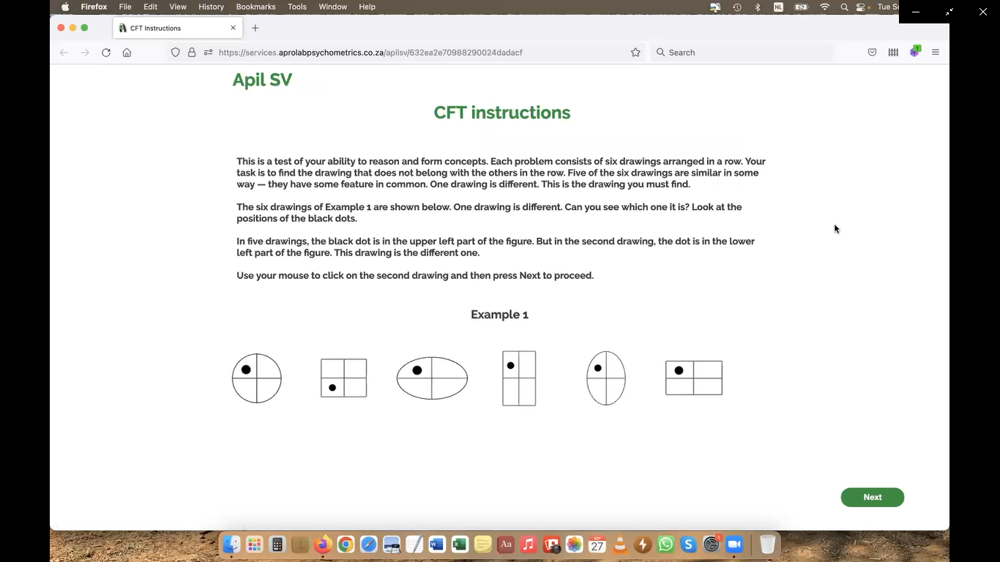 Firefox File Edit View History Bookmarks Tools Window Help NL Tue Se
CFT Instructions
https://services.aprolabpsychometrics.co.za/apilsv/632ea2e70988290024dadacf Search
Apil SV
CFT instructions
This is a test of your ability to reason and form concepts. Each problem consists of six drawings arranged in a row. Your
task is to find the drawing that does not belong with the others in the row. Five of the six drawings are similar in some
way — they have some feature in common. One drawing is different. This is the drawing you must find.
The six drawings of Example 1 are shown below. One drawing is different. Can you see which one it is? Look at the
positions of the black dots.
In five drawings, the black dot is in the upper left part of the figure. But in the second drawing, the dot is in the lower
left part of the figure. This drawing is the different one.
Use your mouse to click on the second drawing and then press Next to proceed.
Example 1
Next
SEP
27
Aa